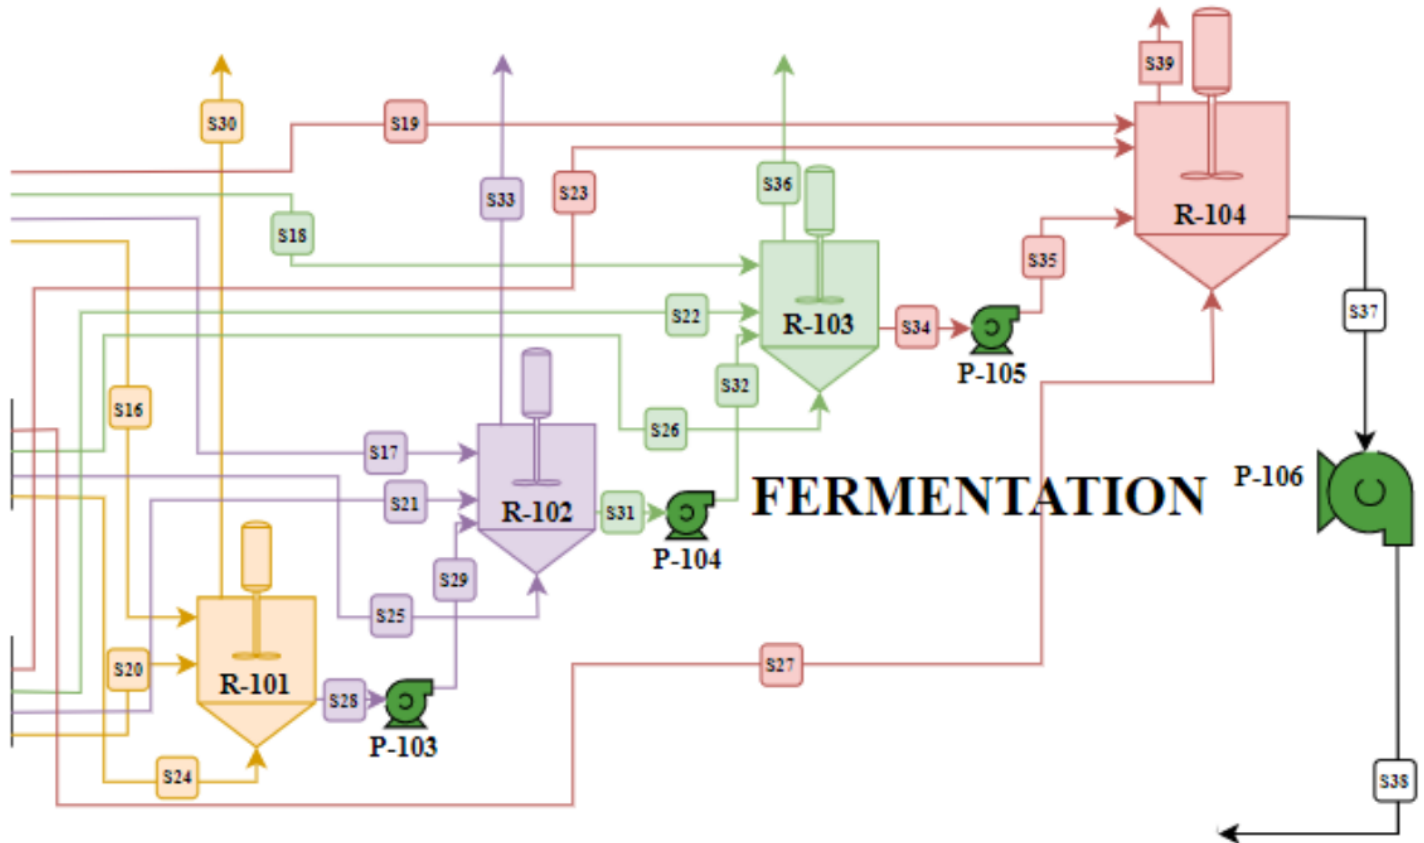 S39
S30
S19
S36
S33
S23
R-104
S18
S35
S22
R-103
S34
S37
P-105
S32
S16
S26
S17
P-106
S21
FERMENTATION
R-102
S31
P-104
S29
S25
S20
S27
R-101
S28
P-103
S24
S38